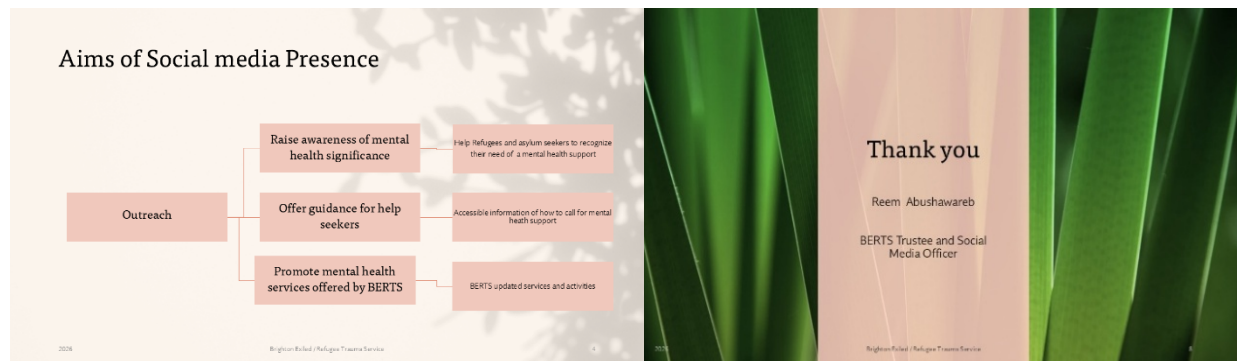 Aims of Social media Presence
Raise awareness of mental
health significance
Help Refugees and asylum seekers to recognize
their need of a mental health support
Outreach
Offer guidance for help
seekers
Accessible information of how to call for mental
heath support
Promote mental health
services offered by BERTS
BERTS updated services and activities
2026
Brighton Exiled / Refugee Trauma Service
Thank you
Reem Abushawareb
BERTS Trustee and Social
Media Officer
2026
Brighton Exiled / Refugee Trauma Service